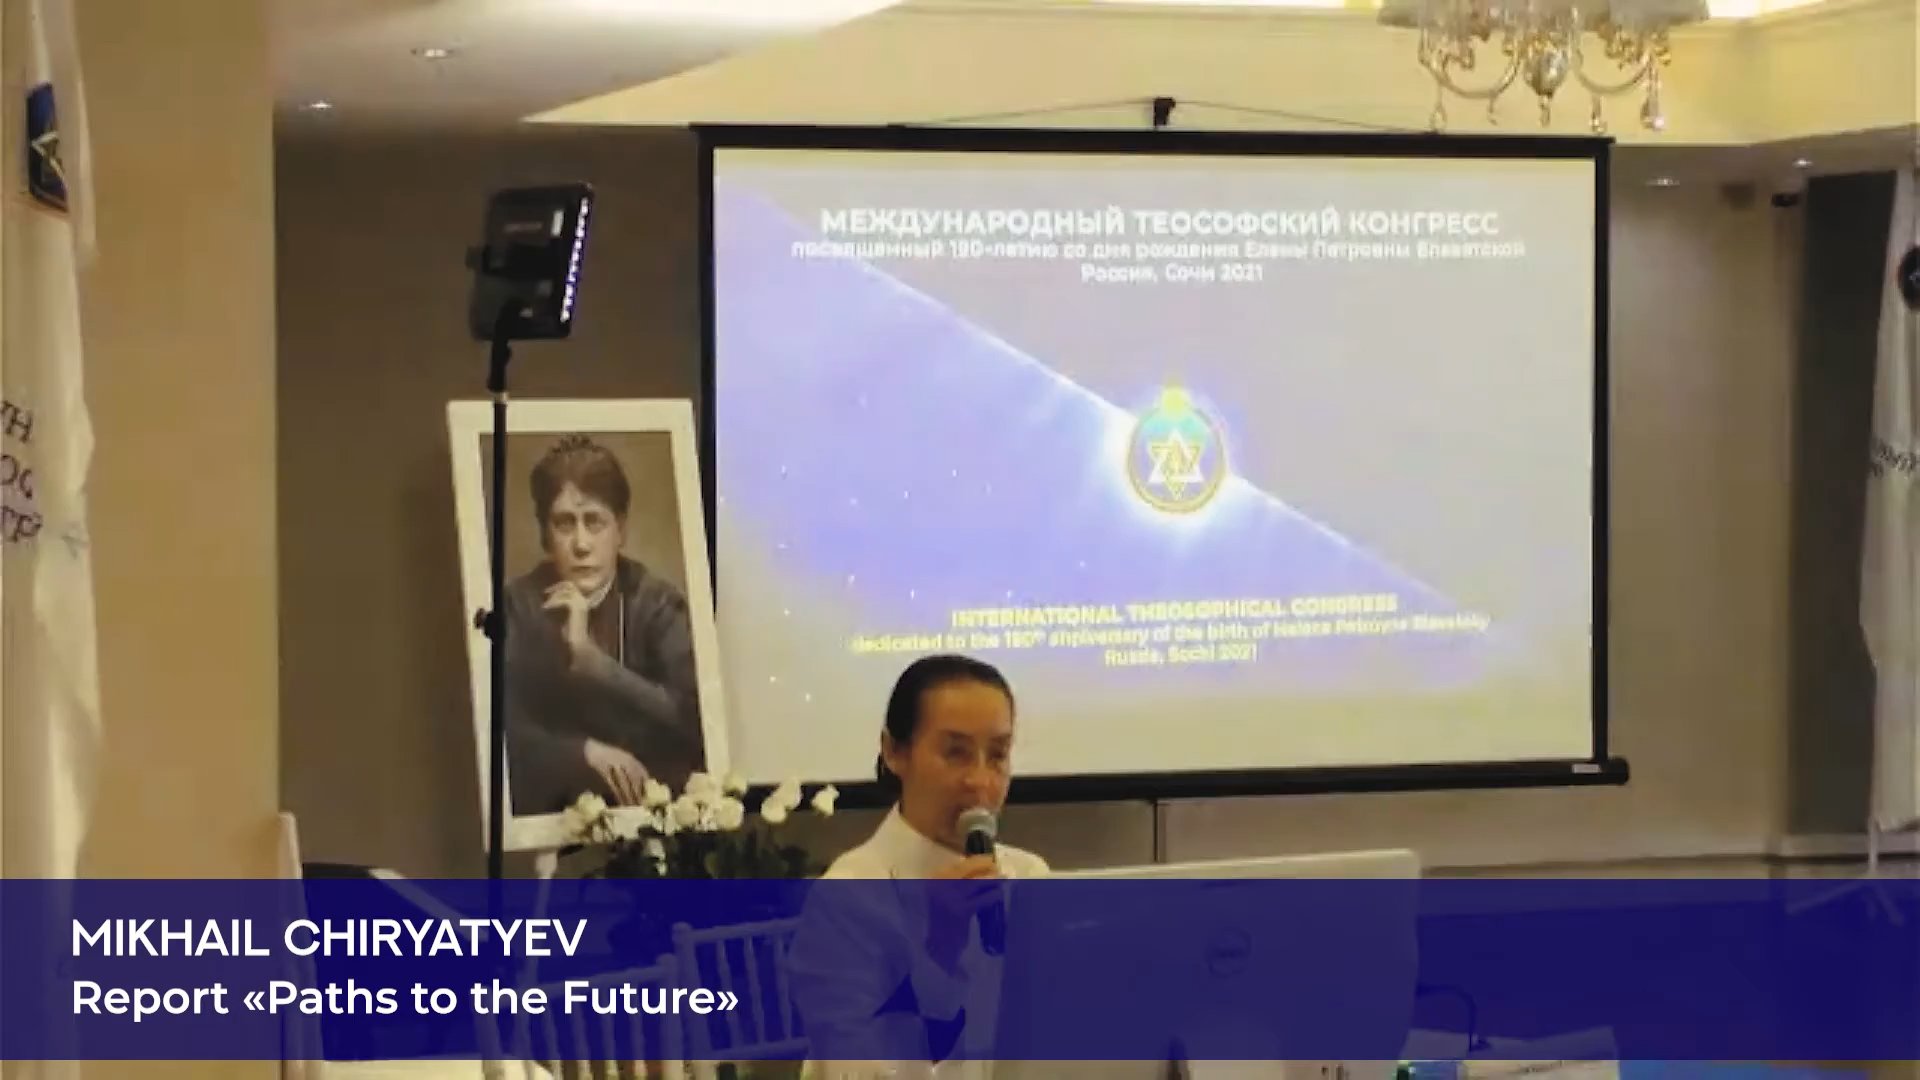 МЕЖДУНАРОДНЫЙ ТЕОСОФСКИЙ КОНГРЕСС
посвященный 190-летию со дня рождения Елены Петровны Блаватской
Россия, Сочи 2021
INTERNATIONAL THEOSOPHICAL CONGRESS
dedicated to the 190th anniversary of the birth of Helena Petrovna Blavatsky
Russia, Sochi 2021
MIKHAIL CHIRYATYEV
Report «Paths to the Future»